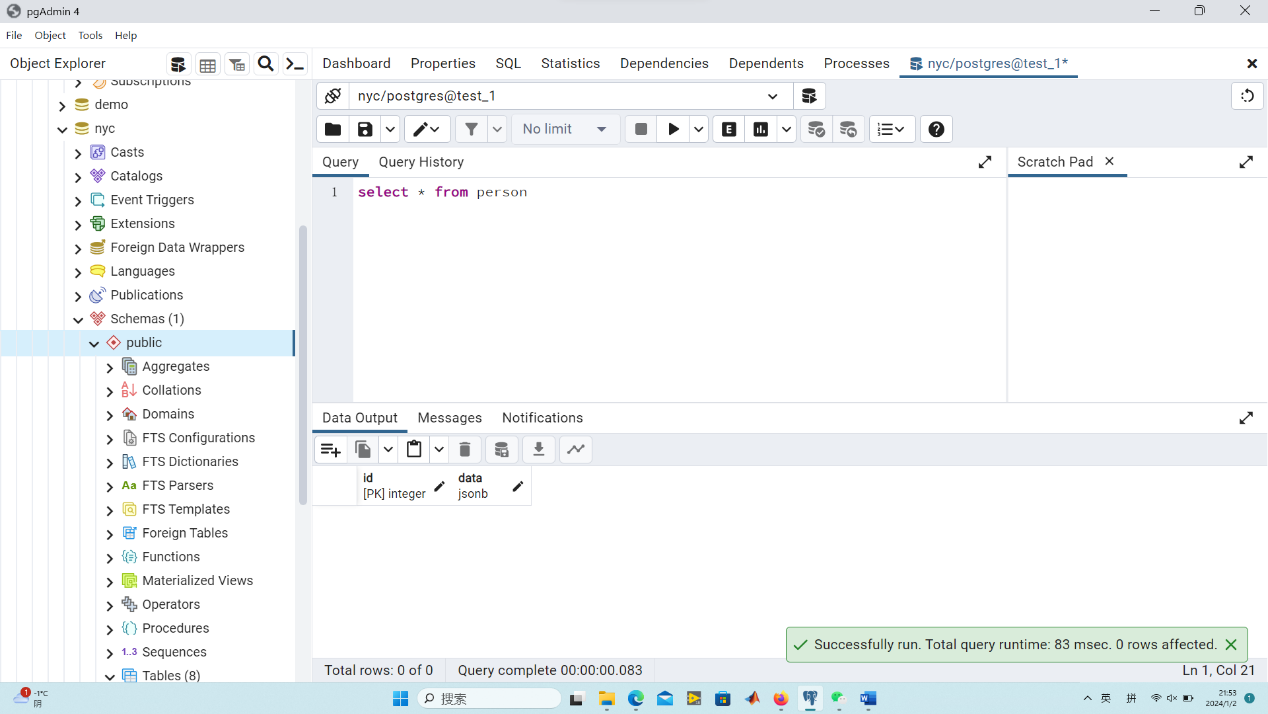 pgAdmin 4
File Object Tools Help
Object Explorer
Dashboard Properties SQL Statistics Dependencies Dependents Processes nyc/postgres@test_1*
Subscriptions
demo
nyc
Casts
Catalogs
Event Triggers
Extensions
Foreign Data Wrappers
Languages
Publications
Schemas (1)
public
Aggregates
Collations
Domains
FTS Configurations
FTS Dictionaries
Aa FTS Parsers
FTS Templates
Foreign Tables
Functions
Materialized Views
Operators
Procedures
1..3 Sequences
Tables (8)
nyc/postgres@test_1
No limit
E
Query Query History
Scratch Pad
1 select * from person
Data Output Messages Notifications
id data
[PK] integer jsonb
Successfully run. Total query runtime: 83 msec. 0 rows affected.
Total rows: 0 of 0 Query complete 00:00:00.083 Ln 1, Col 21
1
-1°C
阴
搜索
英 拼
21:53
2024/1/2
1